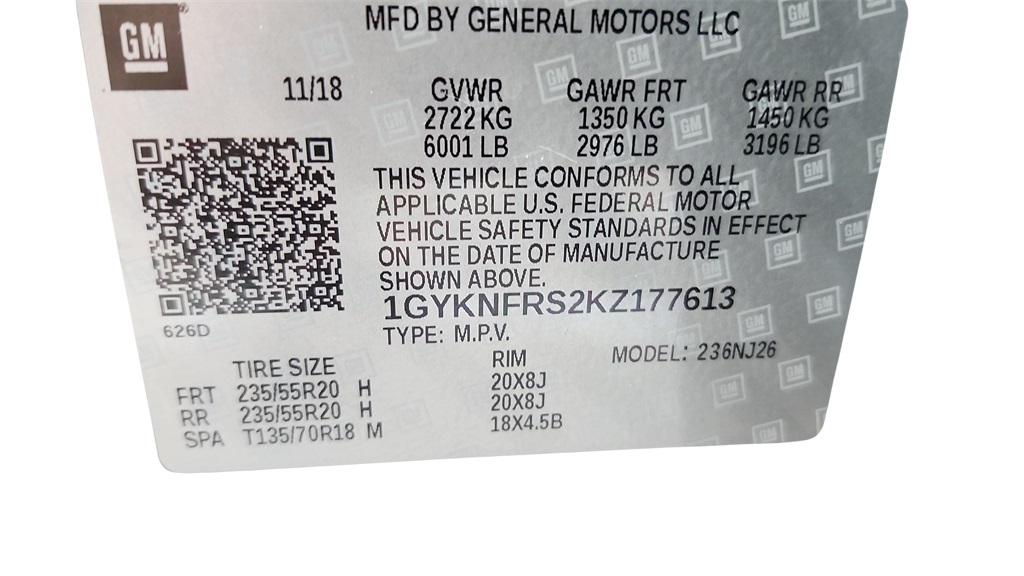 GM
MFD BY GENERAL MOTORS LLC
11/18 GVWR GAWR FRT GAWR RR
2722 KG 1350 KG 1450 KG
6001 LB 2976 LB 3196 LB
THIS VEHICLE CONFORMS TO ALL
APPLICABLE U.S. FEDERAL MOTOR
VEHICLE SAFETY STANDARDS IN EFFECT
ON THE DATE OF MANUFACTURE
SHOWN ABOVE.
1GYKNFRS2KZ177613
626D
TYPE: M.P.V.
MODEL: 236NJ26
TIRE SIZE RIM
FRT 235/55R20 H 20X8J
RR 235/55R20 H 20X8J
SPA T135/70R18 M 18X4.5B